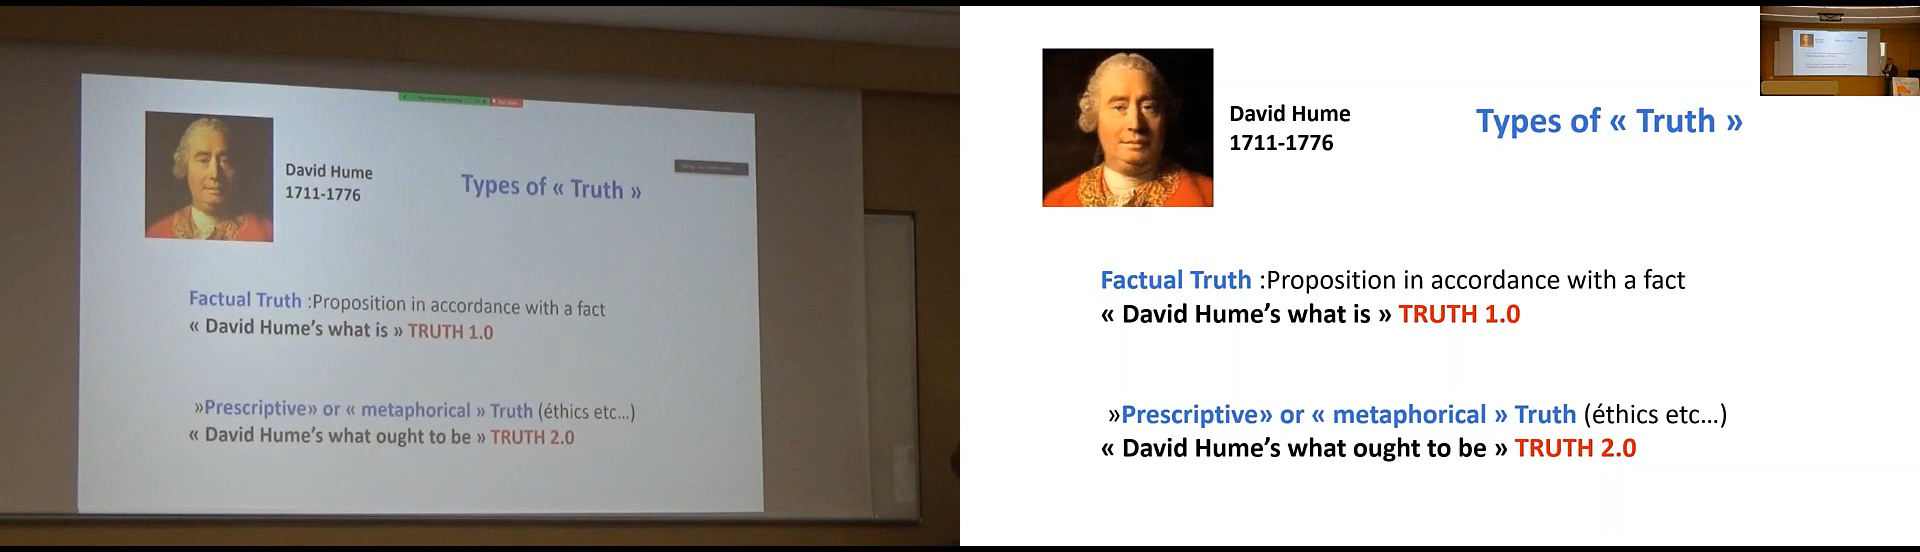 David Hume
1711-1776
Types of « Truth »
Factual Truth :Proposition in accordance with a fact
« David Hume's what is » TRUTH 1.0
»Prescriptive» or « metaphorical » Truth (éthics etc...)
« David Hume's what ought to be » TRUTH 2.0
David Hume
1711-1776
Types of « Truth »
Factual Truth :Proposition in accordance with a fact
« David Hume’s what is » TRUTH 1.0
»Prescriptive» or « metaphorical » Truth (éthics etc...)
« David Hume’s what ought to be » TRUTH 2.0